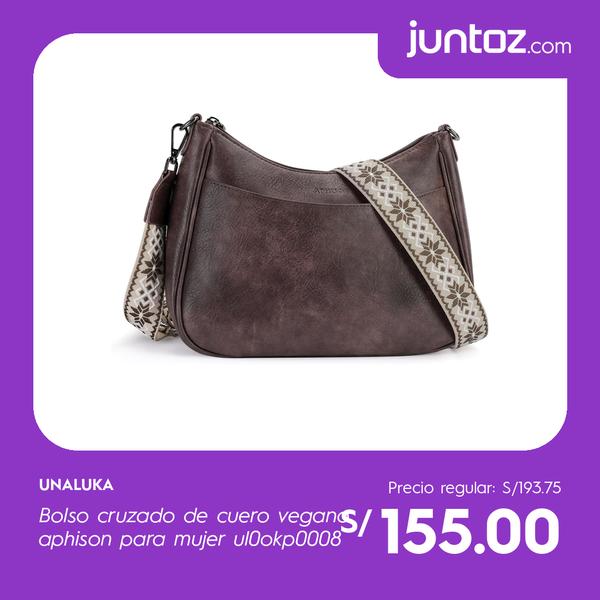 juntoz.com
UNALUKA
Bolso cruzado de cuero vegano
aphison para mujer ul0okp0008
Precio regular: S/193.75
S/ 155.00